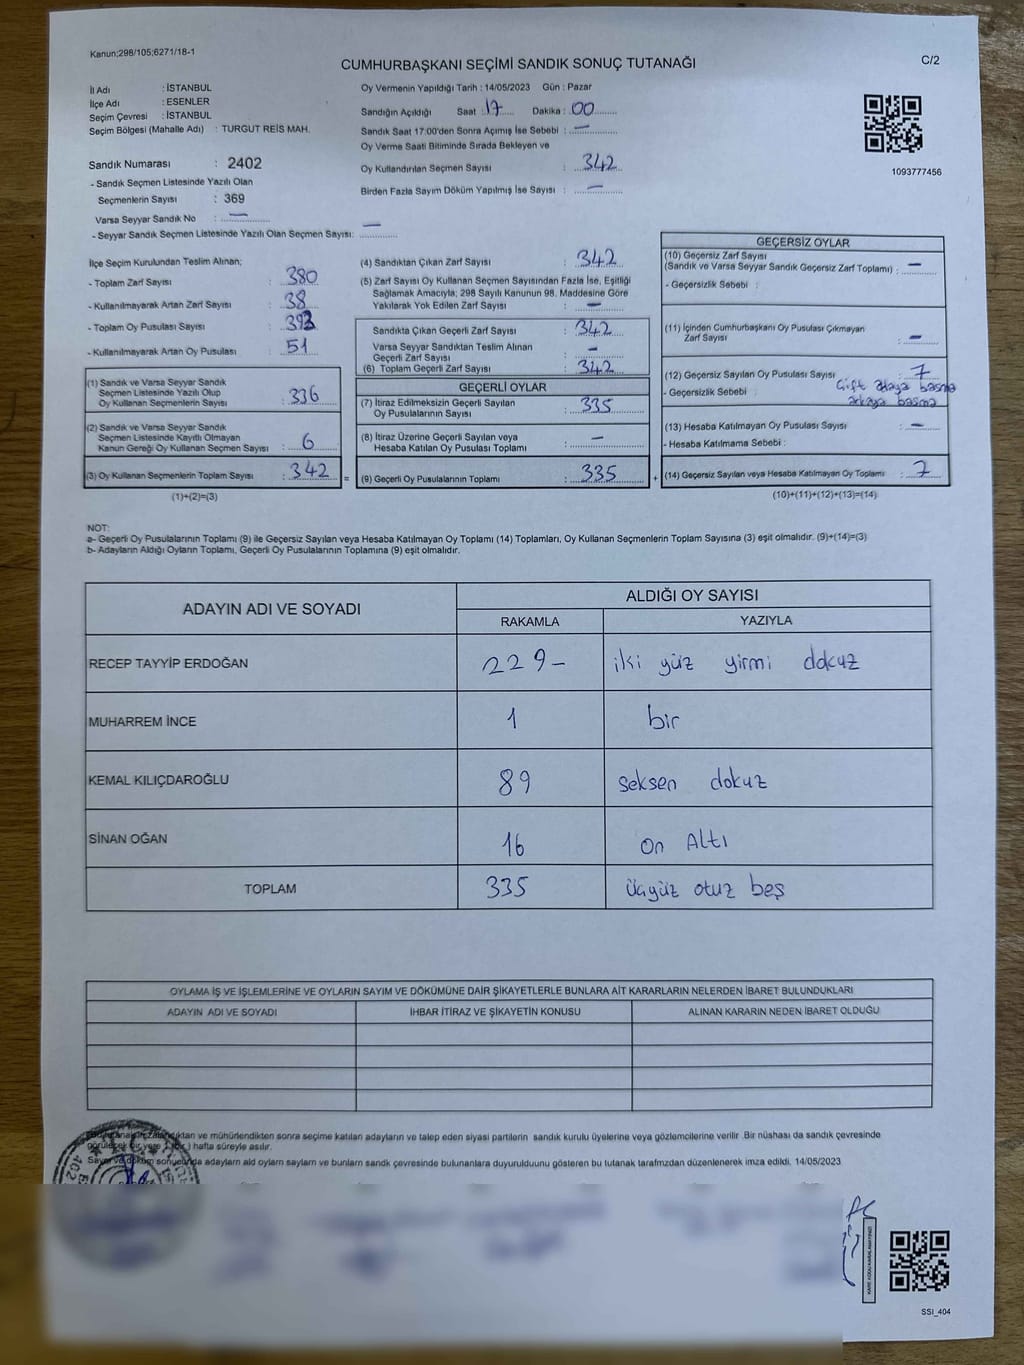 Kanun;298/105;6271/18-1
CUMHURBAŞKANI SEÇİMİ SANDIK SONUÇ TUTANAĞI
C/2
İl Adı : İSTANBUL
İlçe Adı : ESENLER
Seçim Çevresi : İSTANBUL
Seçim Bölgesi (Mahalle Adı) : TURGUT REİS MAH.
Sandık Numarası : 2402
- Sandık Seçmen Listesinde Yazılı Olan
Seçmenlerin Sayısı : 369
Varsa Seyyar Sandık No : —
- Seyyar Sandık Seçmen Listesinde Yazılı Olan Seçmen Sayısı: —
Oy Vermenin Yapıldığı Tarih : 14/05/2023 Gün : Pazar
Sandığın Açıldığı Saat : 17 Dakika : 00
Sandık Saat 17.00'den Sonra Açılmış İse Sebebi : —
Oy Verme Saati Bitiminde Sırada Bekleyen ve
Oy Kullandırılan Seçmen Sayısı : 342
Birden Fazla Sayım Döküm Yapılmış İse Sayısı : —
1093777456
İlçe Seçim Kurulundan Teslim Alınan;
- Toplam Zarf Sayısı : 380
- Kullanılmayarak Artan Zarf Sayısı : 38
- Toplam Oy Pusulası Sayısı : 393
- Kullanılmayarak Artan Oy Pusulası : 51
(1) Sandık ve Varsa Seyyar Sandık
Seçmen Listesinde Yazılı Olup
Oy Kullanan Seçmenlerin Sayısı : 336
(2) Sandık ve Varsa Seyyar Sandık
Seçmen Listesinde Kayıtlı Olmayan
Kanun Gereği Oy Kullanan Seçmen Sayısı : 6
(3) Oy Kullanan Seçmenlerin Toplam Sayısı : 342
(1)+(2)=(3)
(4) Sandıktan Çıkan Zarf Sayısı : 342
(5) Zarf Sayısı Oy Kullanan Seçmen Sayısından Fazla İse, Eşitliği
Sağlamak Amacıyla; 298 Sayılı Kanunun 98. Maddesine Göre
Yakılarak Yok Edilen Zarf Sayısı : —
Sandıkta Çıkan Geçerli Zarf Sayısı : 342
Varsa Seyyar Sandıktan Teslim Alınan
Geçerli Zarf Sayısı : —
(6) Toplam Geçerli Zarf Sayısı : 342
GEÇERLİ OYLAR
(7) İtiraz Edilmeksizin Geçerli Sayılan
Oy Pusulalarının Sayısı : 335
(8) İtiraz Üzerine Geçerli Sayılan veya
Hesaba Katılan Oy Pusulası Toplamı : —
= (9) Geçerli Oy Pusulalarının Toplamı : 335 +
GEÇERSİZ OYLAR
(10) Geçersiz Zarf Sayısı
(Sandık ve Varsa Seyyar Sandık Geçersiz Zarf Toplamı) : —
- Geçersizlik Sebebi :
(11) İçinden Cumhurbaşkanı Oy Pusulası Çıkmayan
Zarf Sayısı : —
(12) Geçersiz Sayılan Oy Pusulası Sayısı : 7
- Geçersizlik Sebebi : Çift adaya basma
arkaya basma
(13) Hesaba Katılmayan Oy Pusulası Sayısı : —
- Hesaba Katılmama Sebebi :
(14) Geçersiz Sayılan veya Hesaba Katılmayan Oy Toplamı : 7
(10)+(11)+(12)+(13)=(14)
NOT:
a- Geçerli Oy Pusulalarının Toplamı (9) ile Geçersiz Sayılan veya Hesaba Katılmayan Oy Toplamı (14) Toplamları, Oy Kullanan Seçmenlerin Toplam Sayısına (3) eşit olmalıdır. (9)+(14)=(3)
b- Adayların Aldığı Oyların Toplamı, Geçerli Oy Pusulalarının Toplamına (9) eşit olmalıdır.
ADAYIN ADI VE SOYADI ALDIĞI OY SAYISI
RAKAMLA YAZIYLA
RECEP TAYYİP ERDOĞAN 229- iki yüz yirmi dokuz
MUHARREM İNCE 1 bir
KEMAL KILIÇDAROĞLU 89 seksen dokuz
SİNAN OĞAN 16 on Altı
TOPLAM 335 üçyüz otuz beş
OYLAMA İŞ VE İŞLEMLERİNE VE OYLARIN SAYIM VE DÖKÜMÜNE DAİR ŞİKAYETLERLE BUNLARA AİT KARARLARIN NELERDEN İBARET BULUNDUKLARI
ADAYIN ADI VE SOYADI İHBAR İTİRAZ VE ŞİKAYETİN KONUSU ALINAN KARARIN NEDEN İBARET OLDUĞU
ve mühürlendikten sonra seçime katılan adayların ve talep eden siyasi partilerin sandık kurulu üyelerine veya gözlemcilerine verilir. Bir nüshası da sandık çevresinde
hafta süreyle asılır.
adayların ald oyların sayların ve bunların sandk çevresinde bulunanlara duyurulduunu gösteren bu tutanak tarafmzdan düzenlenerek imza edildi. 14/05/2023
SSI_404